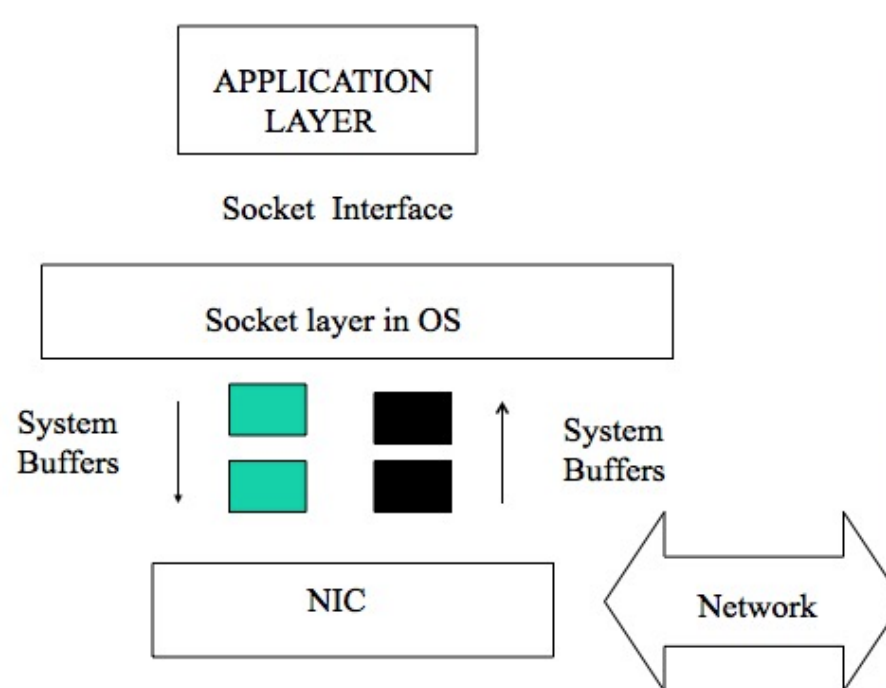 APPLICATION
LAYER
Socket Interface
Socket layer in OS
System
Buffers
System
Buffers
NIC
Network